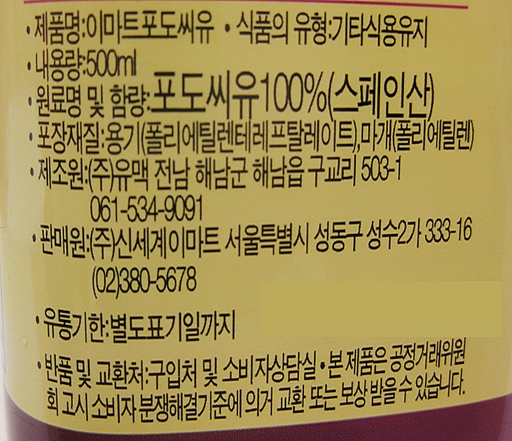 • 제품명:이마트포도씨유 • 식품의 유형:기타식용유지
• 내용량:500ml
• 원료명 및 함량:포도씨유100%(스페인산)
• 포장재질:용기(폴리에틸렌테레프탈레이트),마개(폴리에틸렌)
• 제조원:(주)유맥 전남 해남군 해남읍 구교리 503-1
061-534-9091
• 판매원:(주)신세계이마트 서울특별시 성동구 성수2가 333-16
(02)380-5678
• 유통기한:별도표기일까지
• 반품 및 교환처:구입처 및 소비자상담실 • 본 제품은 공정거래위원
회 고시 소비자 분쟁해결기준에 의거 교환 또는 보상 받을 수 있습니다.